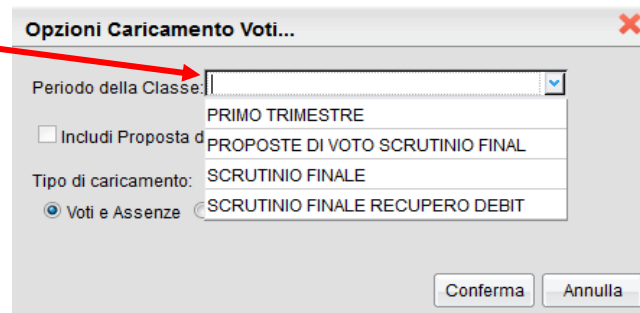 Opzioni Caricamento Voti...
Periodo della Classe:
PRIMO TRIMESTRE
Includi Proposta d
PROPOSTE DI VOTO SCRUTINIO FINAL
Tipo di caricamento:
SCRUTINIO FINALE
Voti e Assenze
SCRUTINIO FINALE RECUPERO DEBIT
Conferma
Annulla